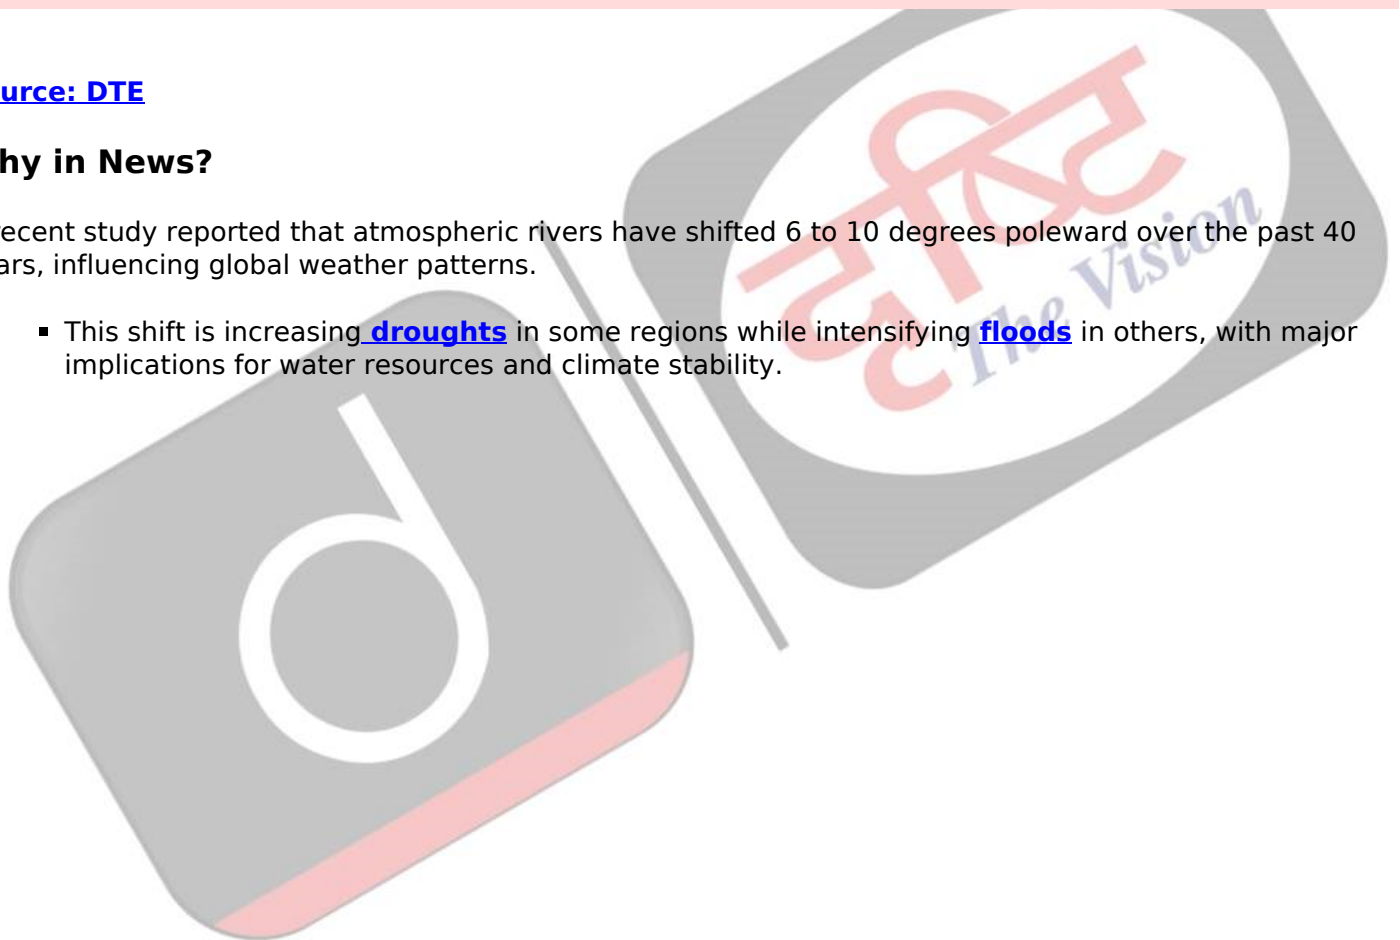 urce: DTE
hy in News?
recent study reported that atmospheric rivers have shifted 6 to 10 degrees poleward over the past 40
ars, influencing global weather patterns.
▪ This shift is increasing droughts in some regions while intensifying floods in others, with major
implications for water resources and climate stability.
दृष्टि
The Vision
d